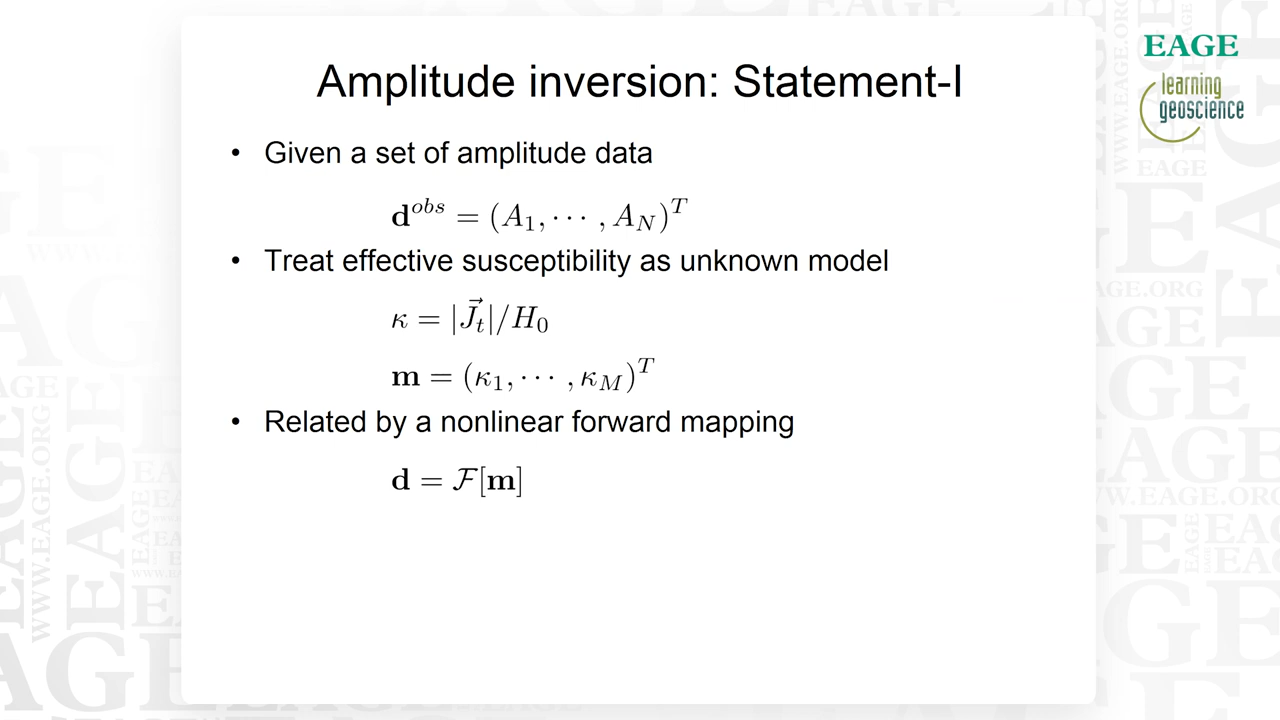 Amplitude inversion: Statement-I
• Given a set of amplitude data
d^{obs} = (A_1, ⋯ , A_N)^T
• Treat effective susceptibility as unknown model
κ = |\vec{J}_t|/H_0
m = (κ_1, ⋯ , κ_M)^T
• Related by a nonlinear forward mapping
d = ℱ[m]
EAGE
learning
geoscience